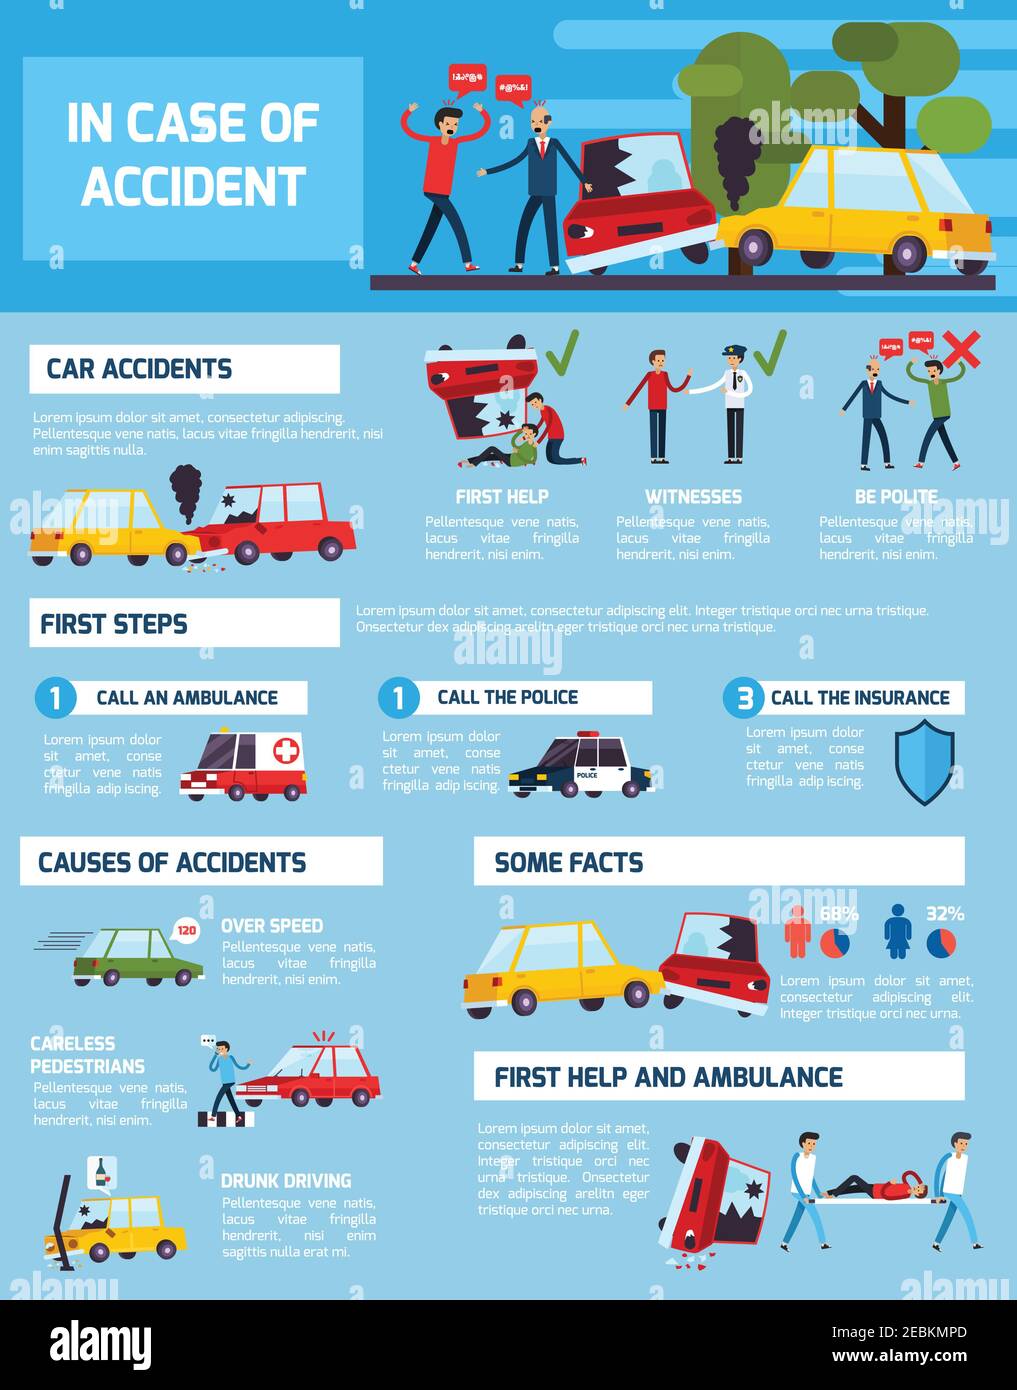 IN CASE OF
ACCIDENT
!@#@®
#@%&!
CAR ACCIDENTS
Lorem ipsum dolor sit amet, consectetur adipiscing.
Pellentesque venatis, lacus vitae fringilla hendrerit, nisi
enim sagittis nulla.
FIRST HELP
Pellentesque vene natis,
lacus vitae fringilla
hendrerit, nisi enim.
WITNESSES
Pellentesque vene natis,
lacus vitae fringilla
hendrerit, nisi enim.
#@%&!
BE POLITE
Pellentesque vene natis,
lacus vitae fringilla
hendrerit, nisi enim.
FIRST STEPS
Lorem ipsum dolor sit amet, consectetur adipiscing elit. Integer tristique orci nec urna tristique.
Onsectetur dex adipiscing arelnteln eger tristique orci nec urna tristique.
1 CALL AN AMBULANCE
Lorem ipsum dolor
sit amet, conse
ctetur vene natis
fringilla adip iscing.
1 CALL THE POLICE
Lorem ipsum dolor
sit amet, conse
ctetur vene natis
fringilla adip iscing.
POLICE
3 CALL THE INSURANCE
Lorem ipsum dolor
sit amet, conse
ctetur vene natis
fringilla adip iscing.
CAUSES OF ACCIDENTS
120
OVER SPEED
Pellentesque vene natis,
lacus vitae fringilla
hendrerit, nisi enim.
CARELESS
PEDESTRIANS
Pellentesque vene natis,
lacus vitae fringilla
hendrerit, nisi enim.
DRUNK DRIVING
Pellentesque vene natis,
lacus vitae fringilla
hendrerit, nisi enim
sagittis nulla erat mi.
SOME FACTS
68%
32%
Lorem ipsum dolor sit amet,
consectetur adipiscing elit.
Integer tristique orci nec urna.
FIRST HELP AND AMBULANCE
Lorem ipsum dolor sit
amet, consectetur
adipiscing elit. Integer
tristique orci nec
urna tristique. Onsectetur
dex adipiscing arelnteln eger
tristique orci nec urna.
alamy
Image ID: 2EBKMPD
www.alamy.com